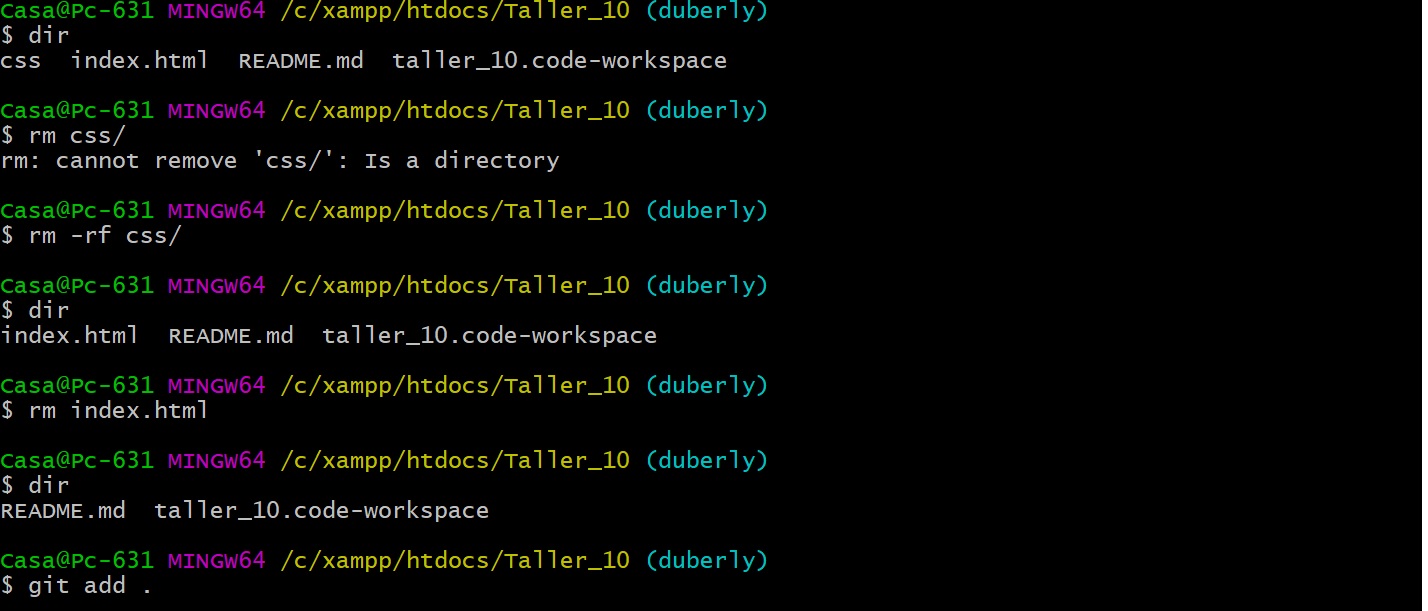 Casa@Pc-631 MINGW64 /c/xampp/htdocs/Taller_10 (duberly)
$ dir
css  index.html  README.md  taller_10.code-workspace
Casa@Pc-631 MINGW64 /c/xampp/htdocs/Taller_10 (duberly)
$ rm css/
rm: cannot remove 'css/': Is a directory
Casa@Pc-631 MINGW64 /c/xampp/htdocs/Taller_10 (duberly)
$ rm -rf css/
Casa@Pc-631 MINGW64 /c/xampp/htdocs/Taller_10 (duberly)
$ dir
index.html  README.md  taller_10.code-workspace
Casa@Pc-631 MINGW64 /c/xampp/htdocs/Taller_10 (duberly)
$ rm index.html
Casa@Pc-631 MINGW64 /c/xampp/htdocs/Taller_10 (duberly)
$ dir
README.md  taller_10.code-workspace
Casa@Pc-631 MINGW64 /c/xampp/htdocs/Taller_10 (duberly)
$ git add .